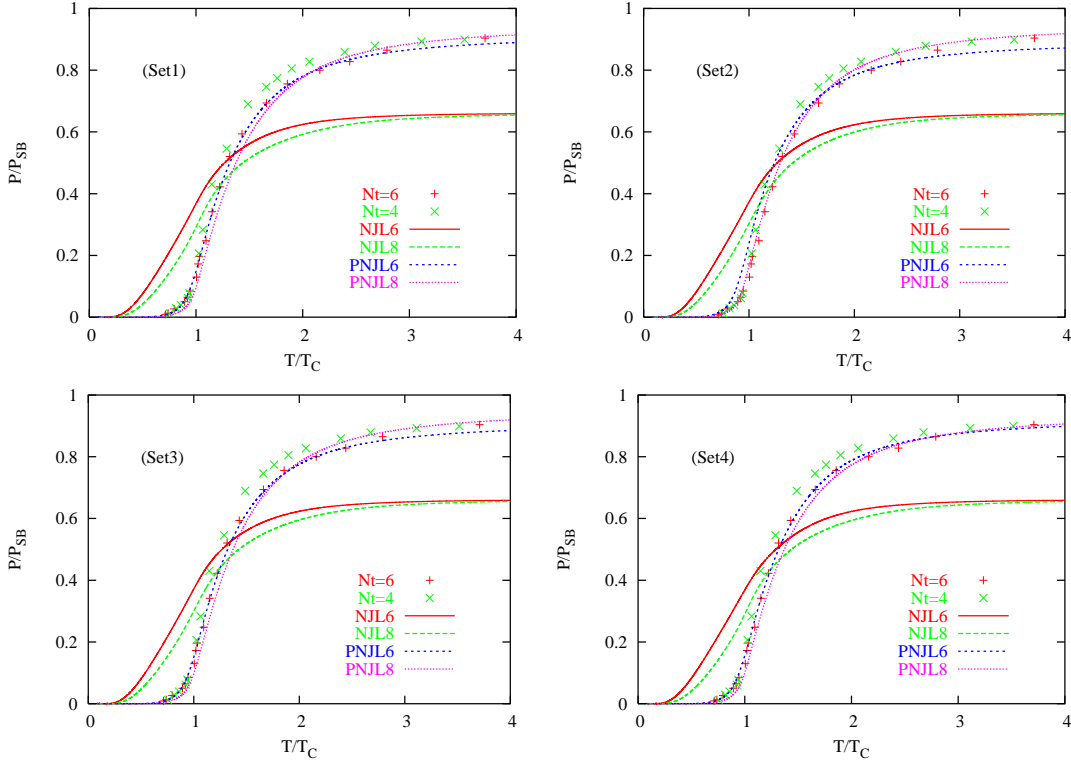 1
0.8
0.6
0.4
0.2
0
P/P_SB
(Set1)
Nt=6
Nt=4
NJL6
NJL8
PNJL6
PNJL8
0 1 2 3 4
T/T_C
1
0.8
0.6
0.4
0.2
0
P/P_SB
(Set2)
Nt=6
Nt=4
NJL6
NJL8
PNJL6
PNJL8
0 1 2 3 4
T/T_C
1
0.8
0.6
0.4
0.2
0
P/P_SB
(Set3)
Nt=6
Nt=4
NJL6
NJL8
PNJL6
PNJL8
0 1 2 3 4
T/T_C
1
0.8
0.6
0.4
0.2
0
P/P_SB
(Set4)
Nt=6
Nt=4
NJL6
NJL8
PNJL6
PNJL8
0 1 2 3 4
T/T_C